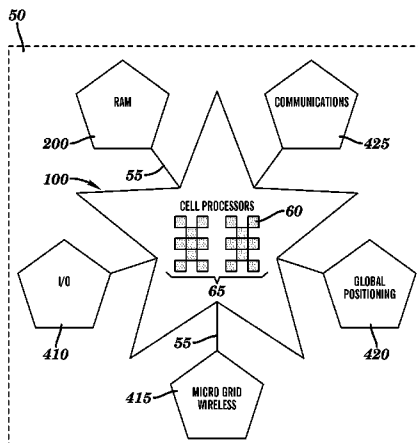 50
RAM
COMMUNICATIONS
200
55
425
100
CELL PROCESSORS
60
I/O
65
GLOBAL
POSITIONING
410
55
420
415
MICRO GRID
WIRELESS